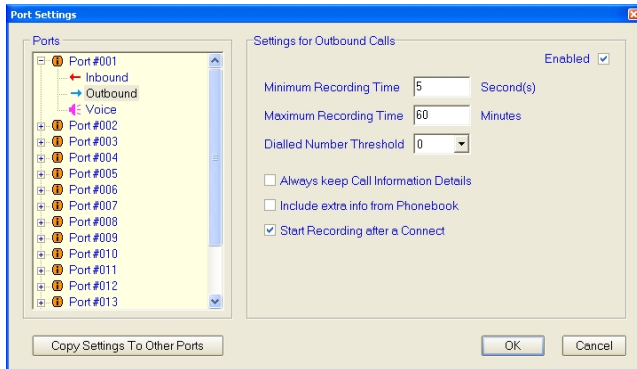 Port Settings
Ports
Port #001
Inbound
Outbound
Voice
Port #002
Port #003
Port #004
Port #005
Port #006
Port #007
Port #008
Port #009
Port #010
Port #011
Port #012
Port #013
Copy Settings To Other Ports
Settings for Outbound Calls
Enabled
Minimum Recording Time 5 Second(s)
Maximum Recording Time 60 Minutes
Dialled Number Threshold 0
Always keep Call Information Details
Include extra info from Phonebook
Start Recording after a Connect
OK Cancel